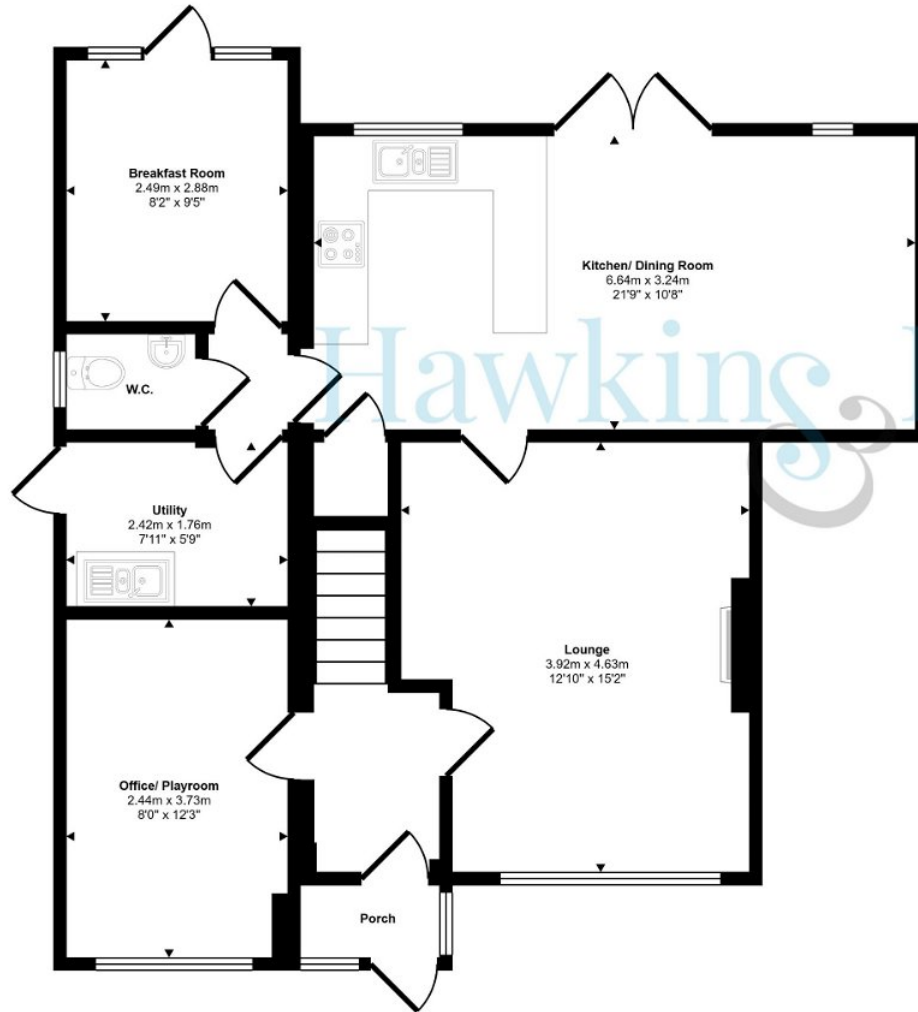 Breakfast Room
2.49m x 2.88m
8'2" x 9'5"
Kitchen/ Dining Room
6.64m x 3.24m
21'9" x 10'8"
Hawkins &
W.C.
Utility
2.42m x 1.76m
7'11" x 5'9"
Lounge
3.92m x 4.63m
12'10" x 15'2"
Office/ Playroom
2.44m x 3.73m
8'0" x 12'3"
Porch